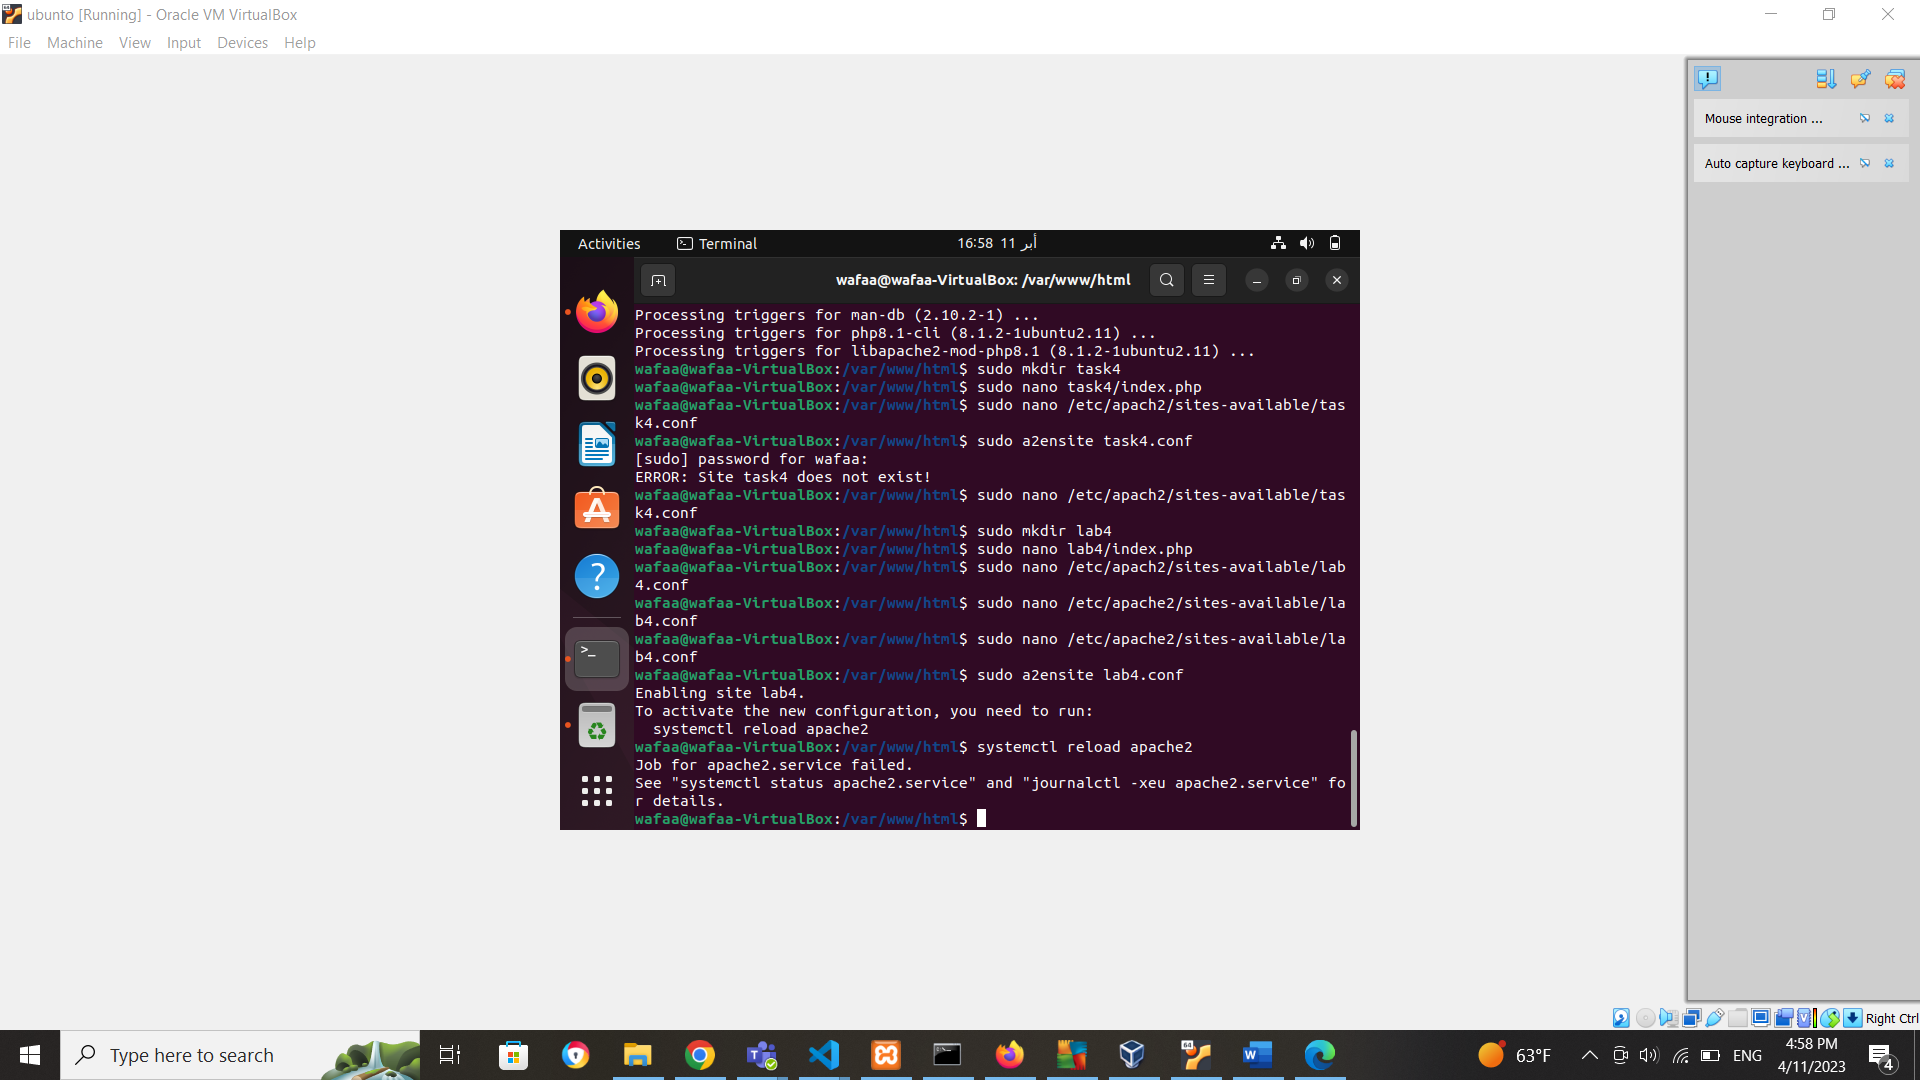 ubunto [Running] - Oracle VM VirtualBox
File Machine View Input Devices Help
Mouse integration ...
Auto capture keyboard ...
Activities Terminal 16:58 11 أبر
wafaa@wafaa-VirtualBox: /var/www/html
Processing triggers for man-db (2.10.2-1) ...
Processing triggers for php8.1-cli (8.1.2-1ubuntu2.11) ...
Processing triggers for libapache2-mod-php8.1 (8.1.2-1ubuntu2.11) ...
wafaa@wafaa-VirtualBox:/var/www/html$ sudo mkdir task4
wafaa@wafaa-VirtualBox:/var/www/html$ sudo nano task4/index.php
wafaa@wafaa-VirtualBox:/var/www/html$ sudo nano /etc/apach2/sites-available/tas
k4.conf
wafaa@wafaa-VirtualBox:/var/www/html$ sudo a2ensite task4.conf
[sudo] password for wafaa:
ERROR: Site task4 does not exist!
wafaa@wafaa-VirtualBox:/var/www/html$ sudo nano /etc/apach2/sites-available/tas
k4.conf
wafaa@wafaa-VirtualBox:/var/www/html$ sudo mkdir lab4
wafaa@wafaa-VirtualBox:/var/www/html$ sudo nano lab4/index.php
wafaa@wafaa-VirtualBox:/var/www/html$ sudo nano /etc/apach2/sites-available/lab
4.conf
wafaa@wafaa-VirtualBox:/var/www/html$ sudo nano /etc/apache2/sites-available/la
b4.conf
wafaa@wafaa-VirtualBox:/var/www/html$ sudo nano /etc/apache2/sites-available/la
b4.conf
wafaa@wafaa-VirtualBox:/var/www/html$ sudo a2ensite lab4.conf
Enabling site lab4.
To activate the new configuration, you need to run:
  systemctl reload apache2
wafaa@wafaa-VirtualBox:/var/www/html$ systemctl reload apache2
Job for apache2.service failed.
See "systemctl status apache2.service" and "journalctl -xeu apache2.service" fo
r details.
wafaa@wafaa-VirtualBox:/var/www/html$
Right Ctrl
Type here to search
63°F
ENG
4:58 PM
4/11/2023
4